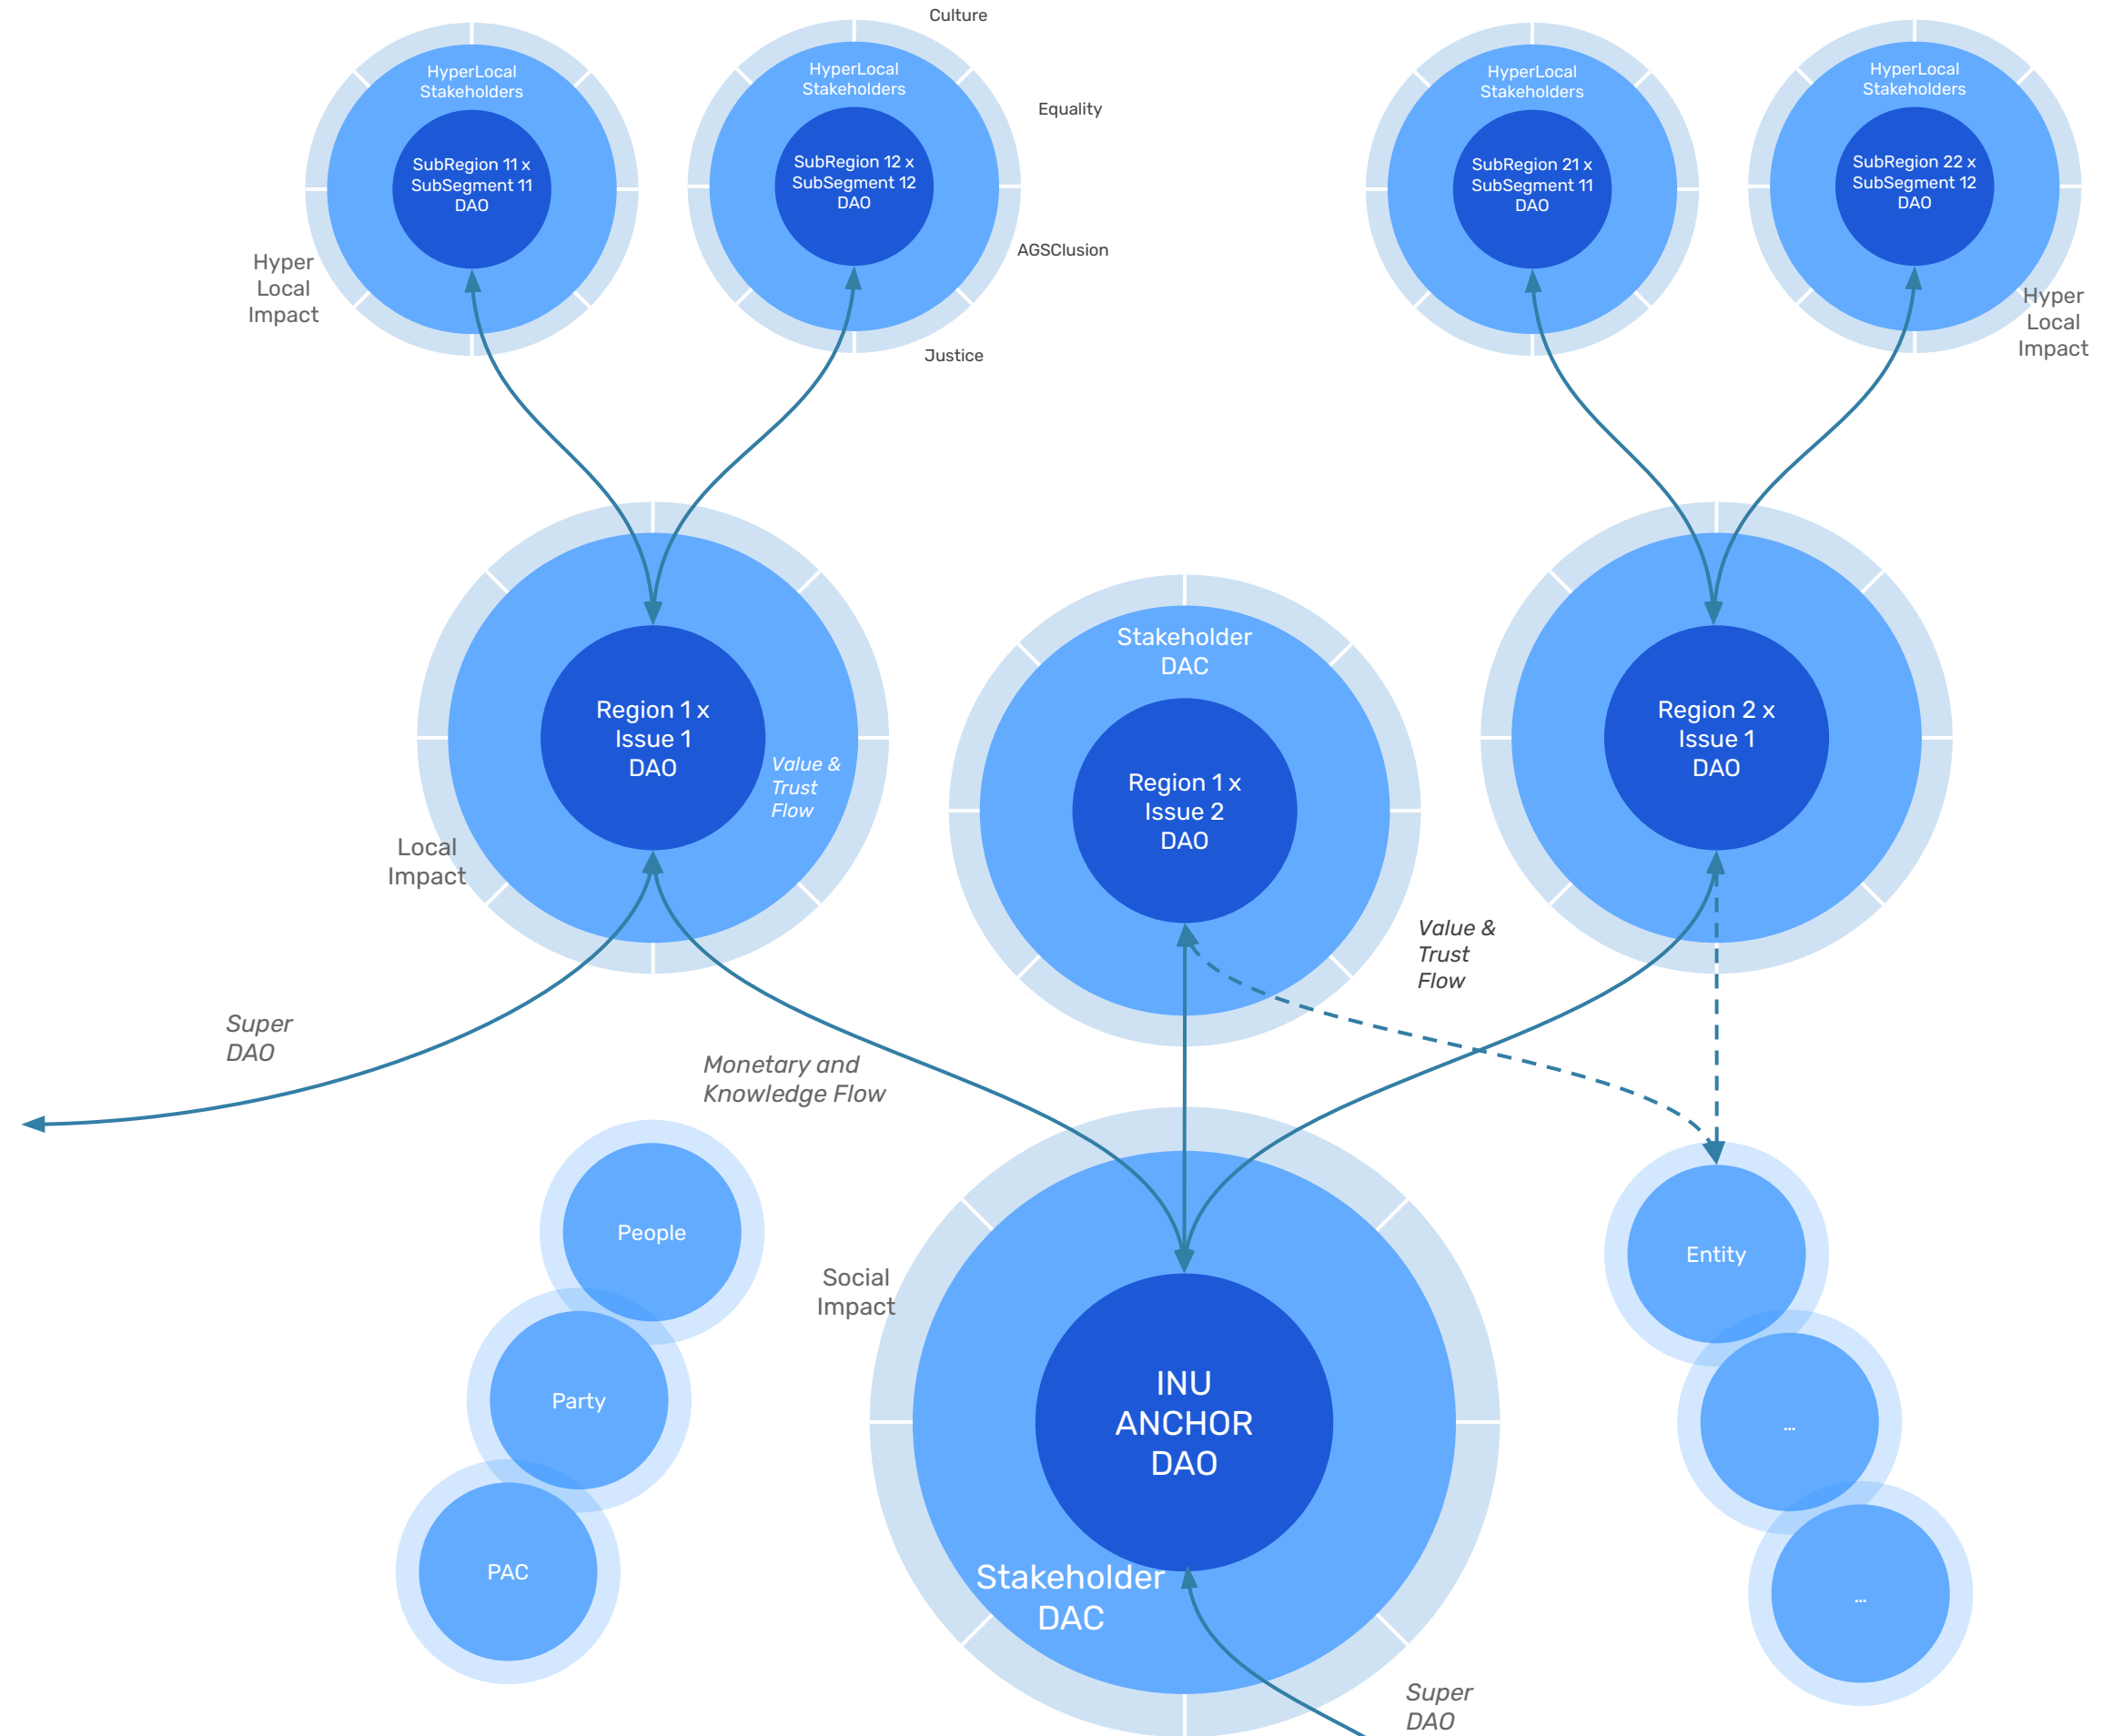 Culture
HyperLocal
Stakeholders
SubRegion 11 x
SubSegment 11
DAO
Hyper
Local
Impact
HyperLocal
Stakeholders
SubRegion 12 x
SubSegment 12
DAO
Equality
AGSClusion
Justice
HyperLocal
Stakeholders
SubRegion 21 x
SubSegment 11
DAO
HyperLocal
Stakeholders
SubRegion 22 x
SubSegment 12
DAO
Hyper
Local
Impact
Region 1 x
Issue 1
DAO
Value &
Trust
Flow
Local
Impact
Stakeholder
DAC
Region 1 x
Issue 2
DAO
Region 2 x
Issue 1
DAO
Value &
Trust
Flow
Super
DAO
Monetary and
Knowledge Flow
People
Party
PAC
Social
Impact
INU
ANCHOR
DAO
Stakeholder
DAC
Entity
...
...
Super
DAO